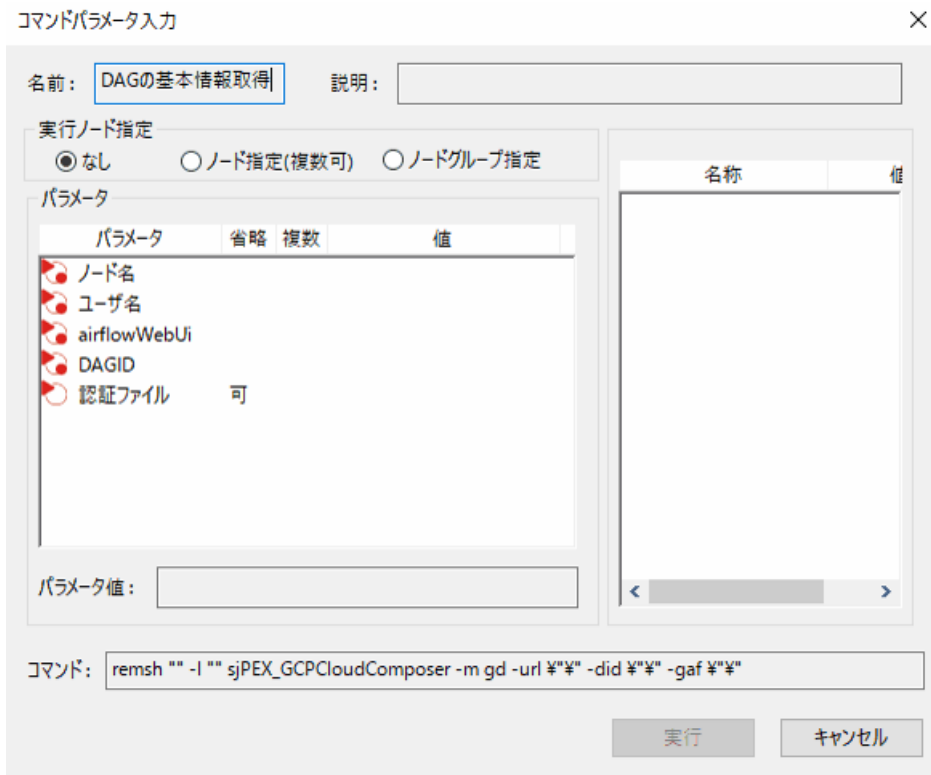 コマンドパラメータ入力
名前： DAGの基本情報取得 説明：
実行ノード指定
なし ノード指定(複数可) ノードグループ指定
名称 値
パラメータ
パラメータ 省略 複数 値
ノード名
ユーザ名
airflowWebUi
DAGID
認証ファイル 可
パラメータ値：
コマンド： remsh "" -l "" sjPEX_GCPCloudComposer -m gd -url ¥"¥" -did ¥"¥" -gaf ¥"¥"
実行 キャンセル